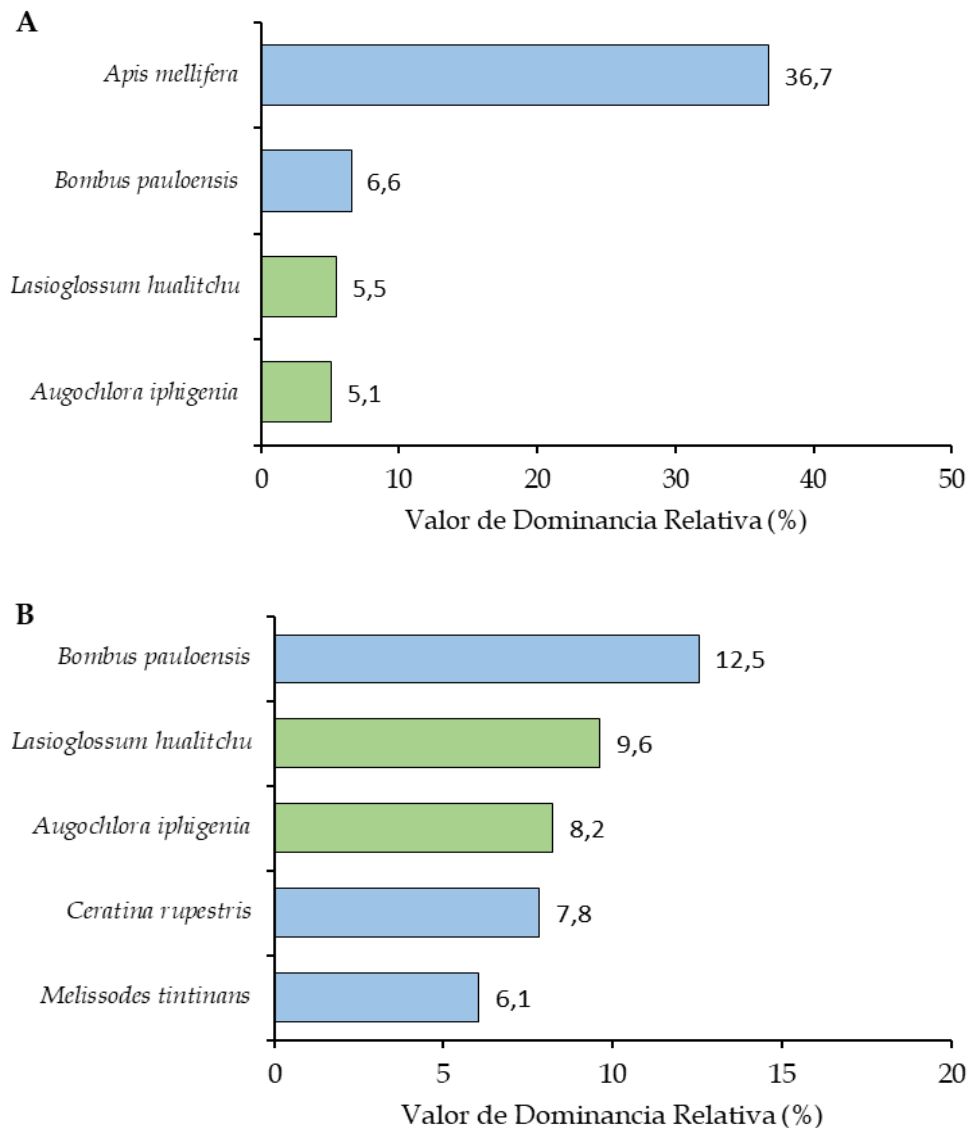 A
Apis mellifera
36,7
Bombus pauloensis
6,6
Lasioglossum hualitchu
5,5
Augochlora iphigenia
5,1
0 10 20 30 40 50
Valor de Dominancia Relativa (%)
B
Bombus pauloensis
12,5
Lasioglossum hualitchu
9,6
Augochlora iphigenia
8,2
Ceratina rupestris
7,8
Melissodes tintinans
6,1
0 5 10 15 20
Valor de Dominancia Relativa (%)